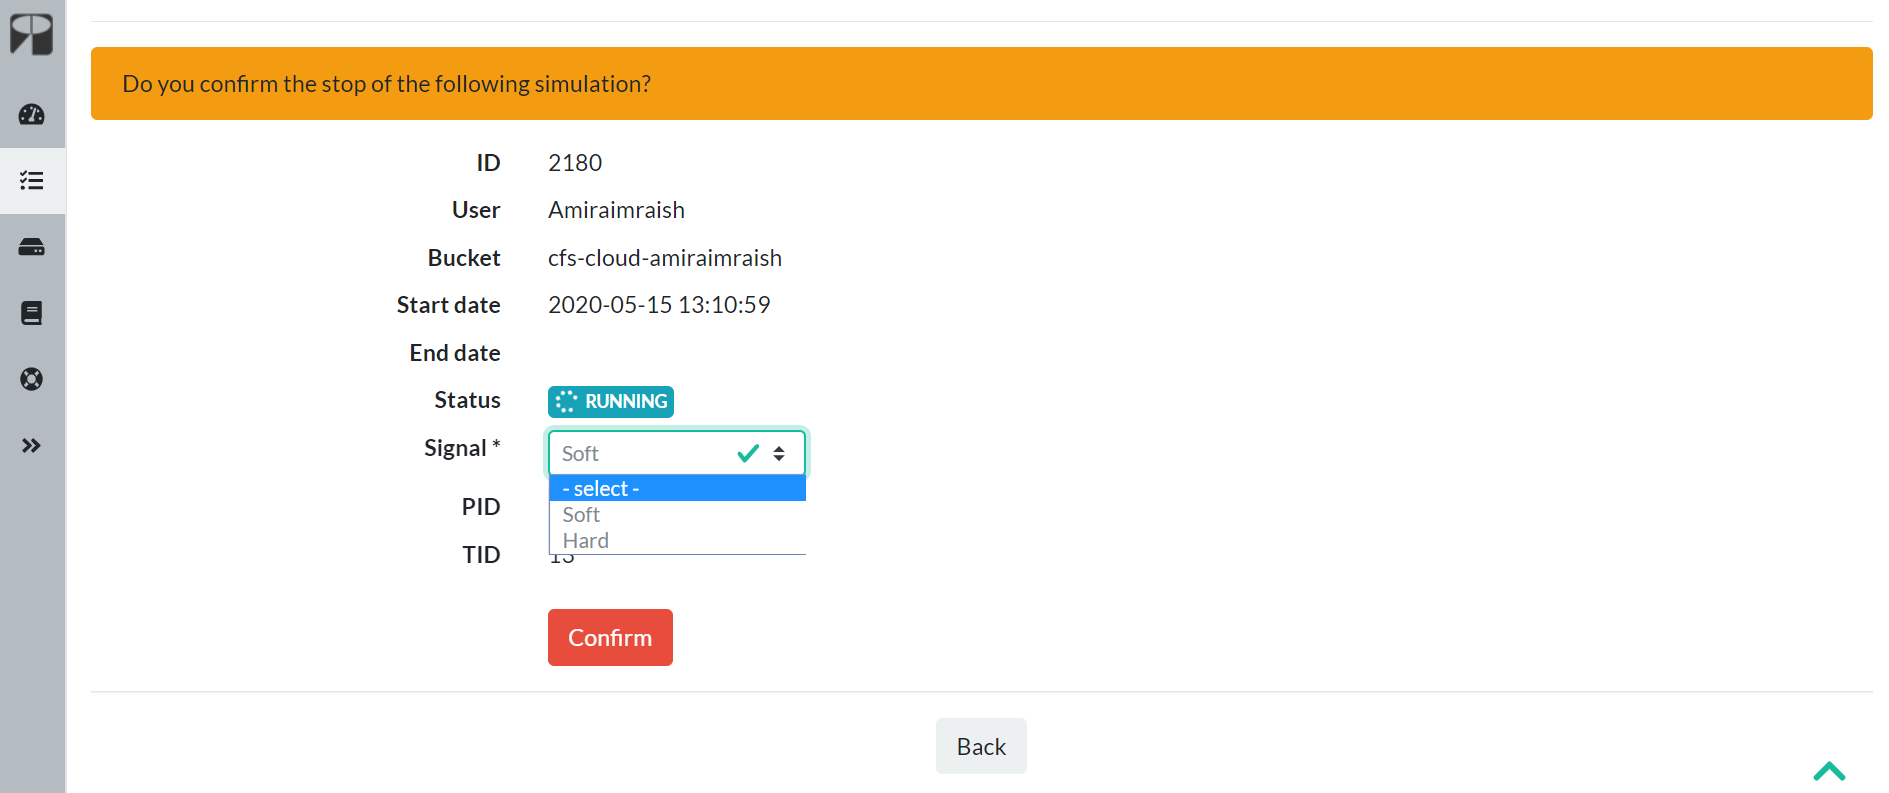 Do you confirm the stop of the following simulation?
ID 2180
User Amiraimraish
Bucket cfs-cloud-amiraimraish
Start date 2020-05-15 13:10:59
End date
Status RUNNING
Signal * Soft
- select -
Soft
Hard
PID
TID 13
Confirm
Back